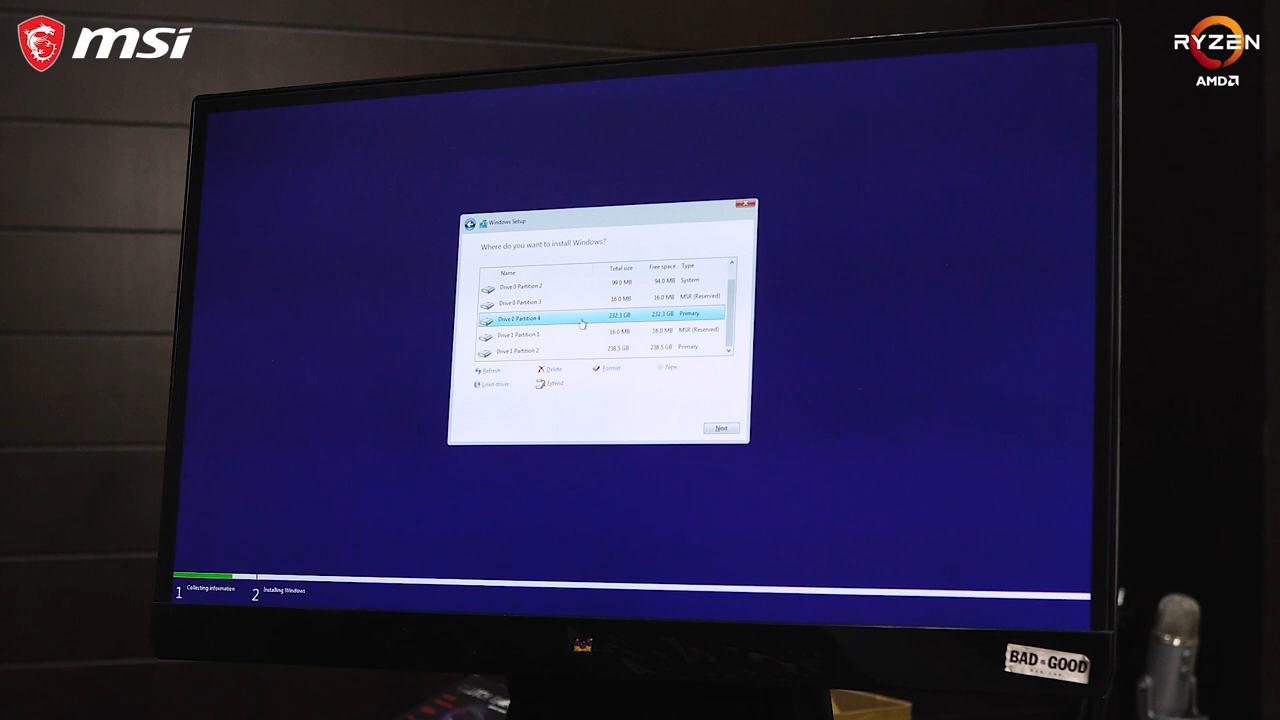 msi
RYZEN
AMD
Windows Setup
Where do you want to install Windows?
Name Total size Free space Type
Drive 0 Partition 2 99.0 MB 94.0 MB System
Drive 0 Partition 3 16.0 MB 16.0 MB MSR (Reserved)
Drive 0 Partition 4 232.3 GB 232.3 GB Primary
Drive 1 Partition 1 16.0 MB 16.0 MB MSR (Reserved)
Drive 1 Partition 2 238.5 GB 238.5 GB Primary
Refresh Delete Format New
Load driver Extend
Next
1 Collecting information 2 Installing Windows
BAD GOOD